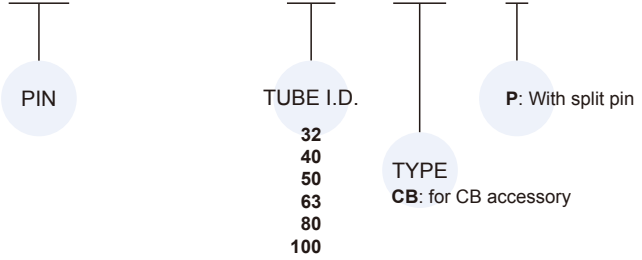 PIN
TUBE I.D.
32
40
50
63
80
100
TYPE
CB: for CB accessory
P: With split pin